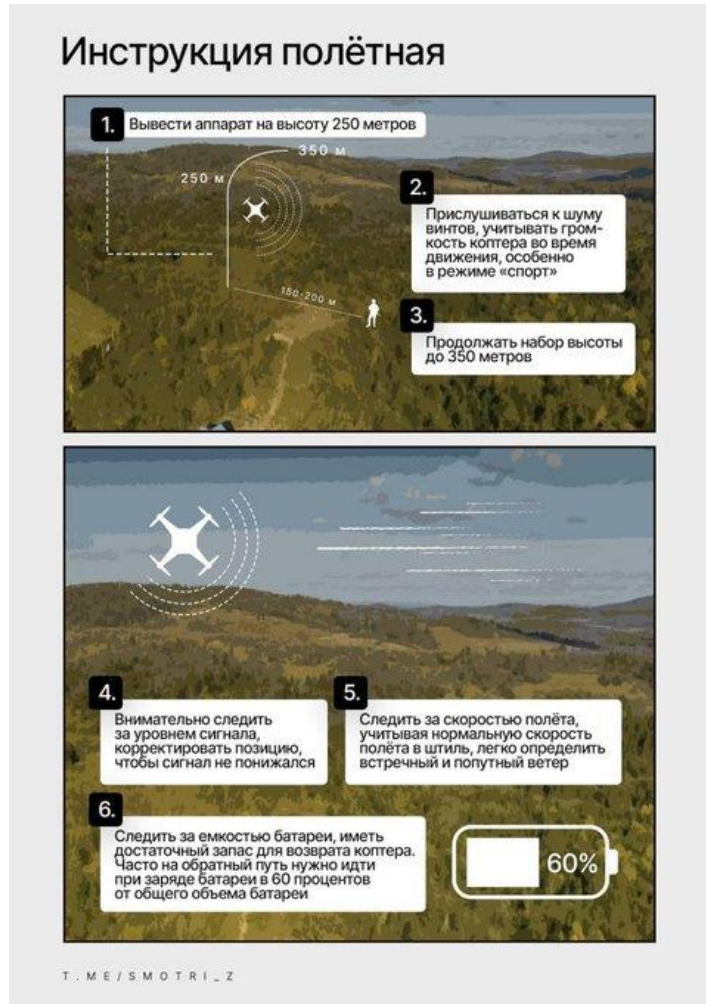 Инструкция полётная
1. Вывести аппарат на высоту 250 метров
350 м
250 м
150-200 м
2.
Прислушиваться к шуму
винтов, учитывать гром-
кость коптера во время
движения, особенно
в режиме «спорт»
3.
Продолжать набор высоты
до 350 метров
4.
Внимательно следить
за уровнем сигнала,
корректировать позицию,
чтобы сигнал не понижался
5.
Следить за скоростью полёта,
учитывая нормальную скорость
полёта в штиль, легко определить
встречный и попутный ветер
6.
Следить за емкостью батареи, иметь
достаточный запас для возврата коптера.
Часто на обратный путь нужно идти
при заряде батареи в 60 процентов
от общего объема батареи
60%
T.ME/SMOTRI_Z